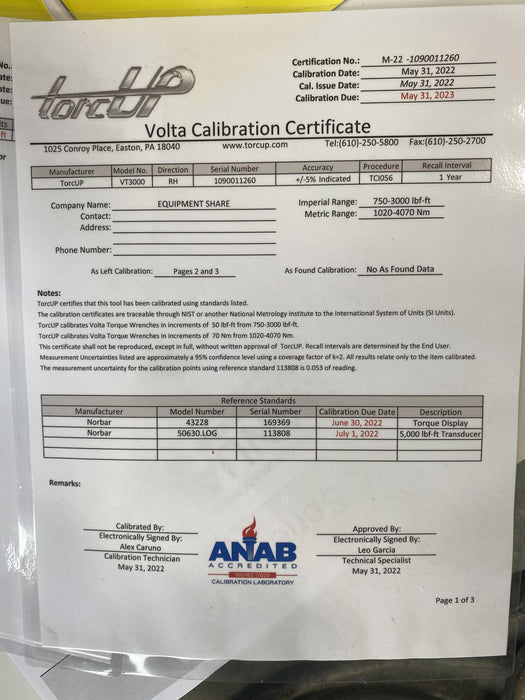 No.
ate:
ate:
ue:
ts
ft
or
torcUP
Certification No.: M-22 -1090011260
Calibration Date: May 31, 2022
Cal. Issue Date: May 31, 2022
Calibration Due: May 31, 2023
Volta Calibration Certificate
1025 Conroy Place, Easton, PA 18040 www.torcup.com Tel:(610)-250-5800 Fax:(610)-250-2700
Manufacturer Model No. Direction Serial Number Accuracy Procedure Recall Interval
TorcUP VT3000 RH 1090011260 +/-5% Indicated TCI056 1 Year
Company Name: EQUIPMENT SHARE Imperial Range: 750-3000 lbf-ft
Contact: Metric Range: 1020-4070 Nm
Address:
Phone Number:
As Left Calibration: Pages 2 and 3 As Found Calibration: No As Found Data
Notes:
TorcUP certifies that this tool has been calibrated using standards listed.
The calibration certificates are traceable through NIST or another National Metrology Institute to the International System of Units (SI Units).
TorcUP calibrates Volta Torque Wrenches in increments of 50 lbf-ft from 750-3000 lbf-ft.
TorcUP calibrates Volta Torque Wrenches in increments of 70 Nm from 1020-4070 Nm.
This certificate shall not be reproduced, except in full, without written approval of TorcUP. Recall intervals are determined by the End User.
Measurement Uncertainties listed are approximately a 95% confidence level using a coverage factor of k=2. All results relate only to the item calibrated.
The measurement uncertainty for the calibration points using reference standard 113808 is 0.053 of reading.
Reference Standards
Manufacturer Model Number Serial Number Calibration Due Date Description
Norbar 43228 169369 June 30, 2022 Torque Display
Norbar 50630.LOG 113808 July 1, 2022 5,000 lbf-ft Transducer
Remarks:
Calibrated By:
Electronically Signed By:
Alex Caruno
Calibration Technician
May 31, 2022
ANAB
ACCREDITED
CALIBRATION LABORATORY
Approved By:
Electronically Signed By:
Leo Garcia
Technical Specialist
May 31, 2022
Page 1 of 3